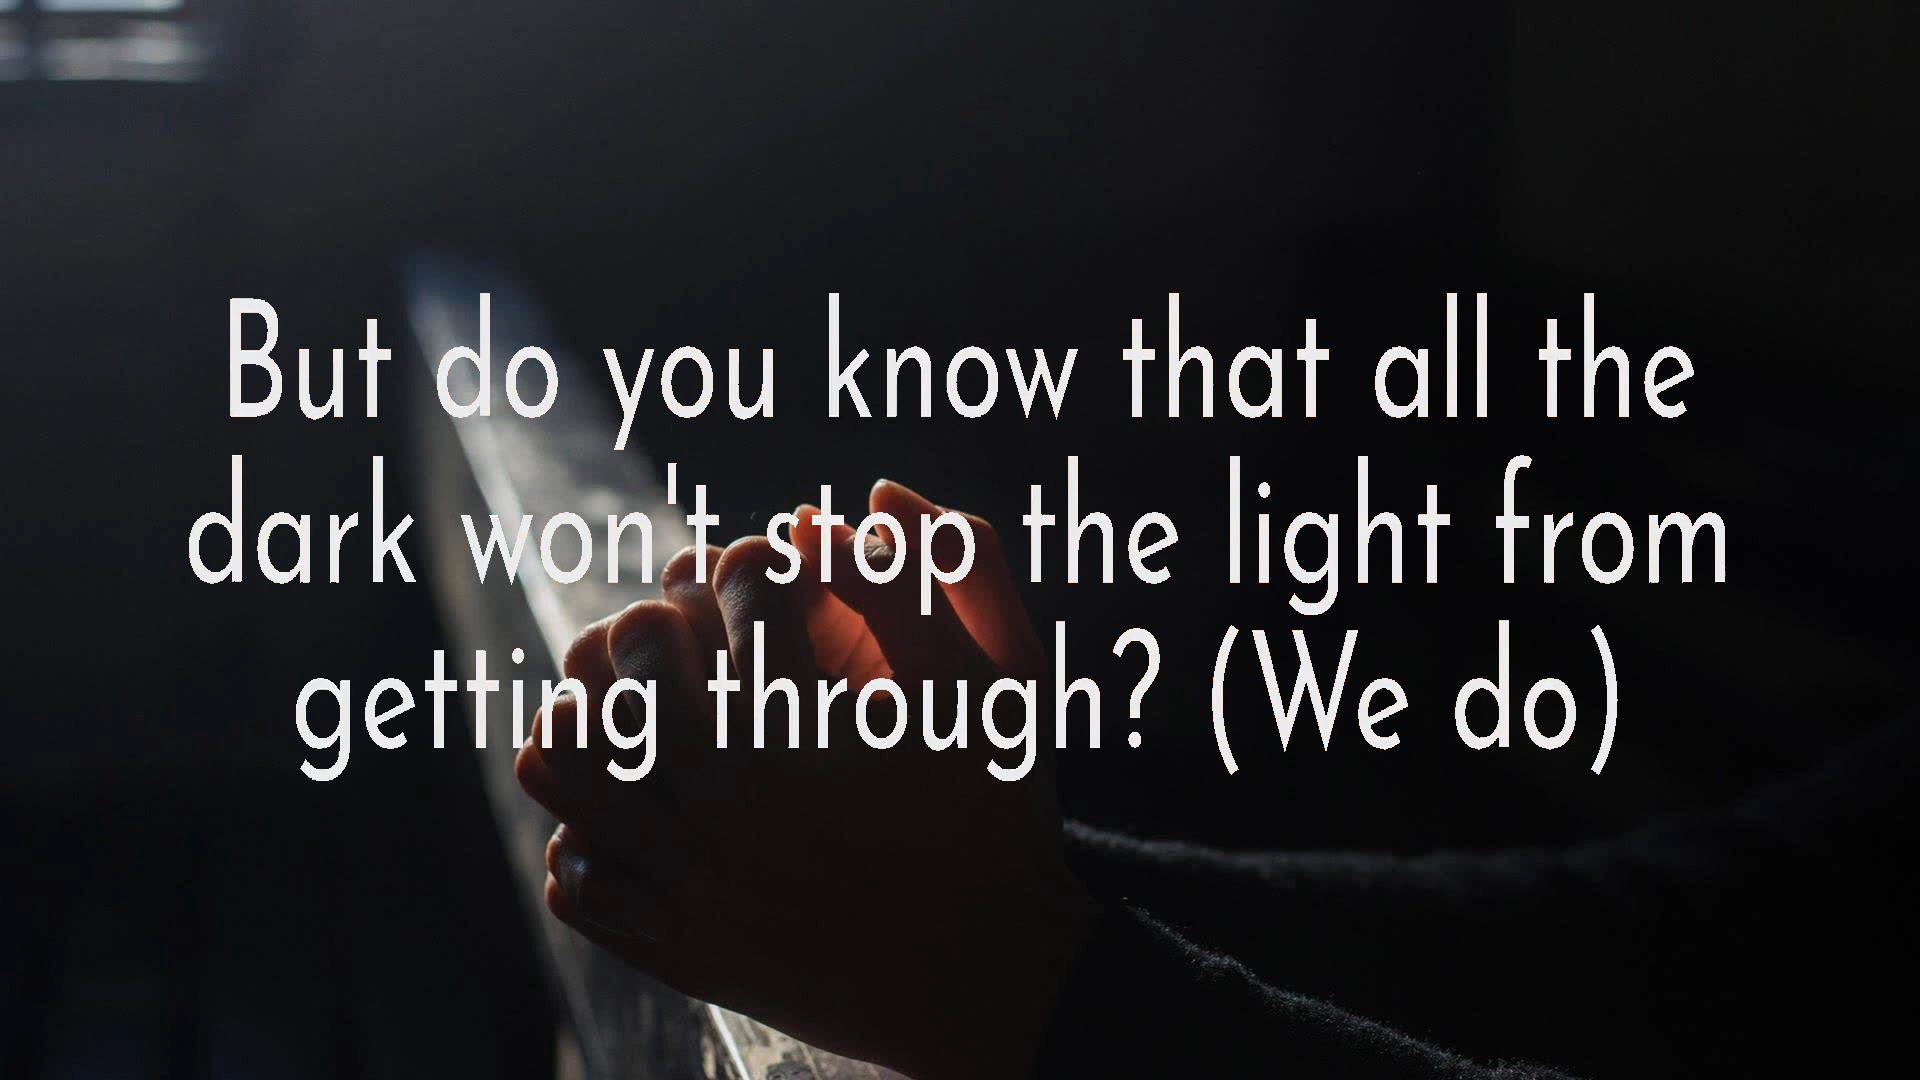 But do you know that all the
dark won't stop the light from
getting through? (We do)